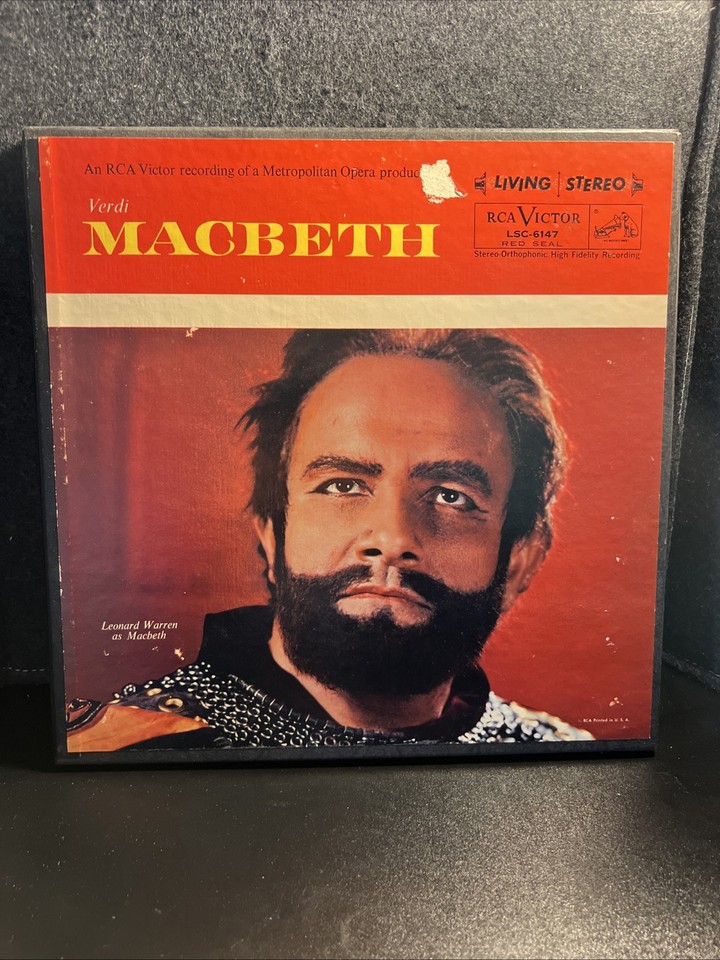 An RCA Victor recording of a Metropolitan Opera produc
Verdi
MACBETH
LIVING STEREO
RCA VICTOR
LSC-6147
RED SEAL
Stereo-Orthophonic High Fidelity Recording
Leonard Warren
as Macbeth
RCA Printed in U. S. A.